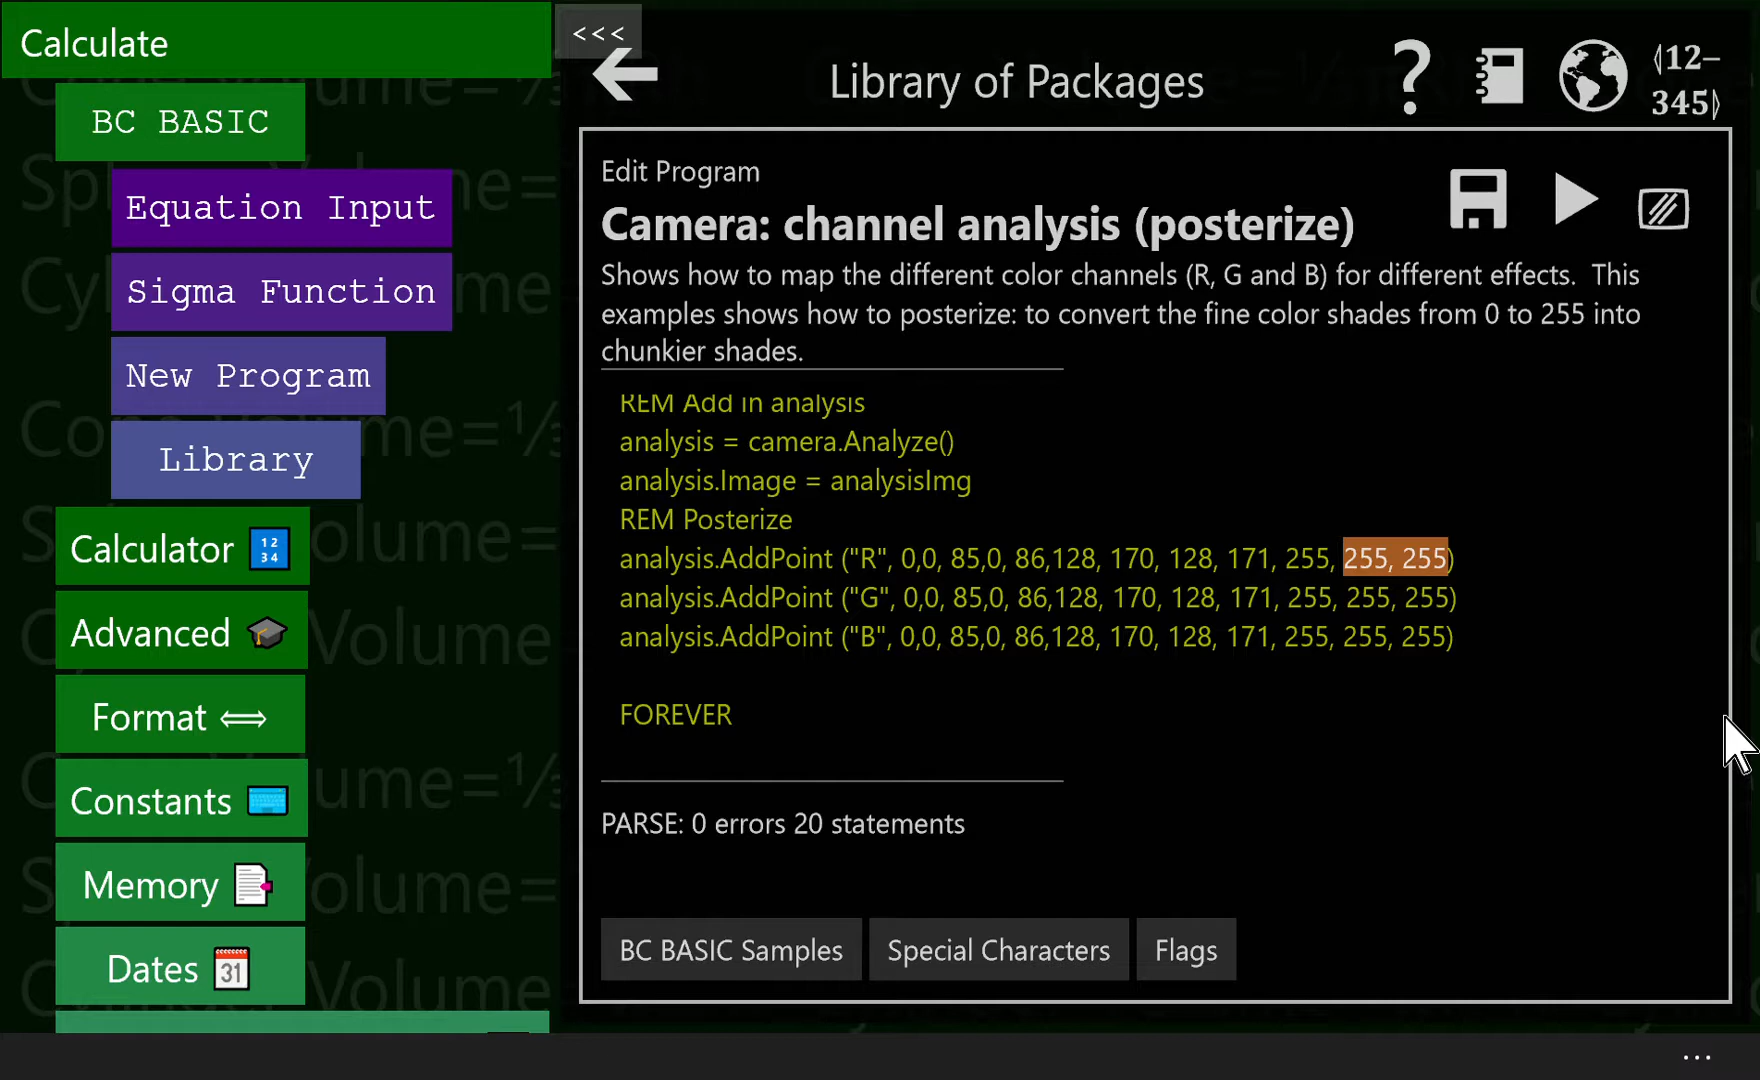 Calculate
BC BASIC
Equation Input
Sigma Function
New Program
Library
Calculator
1 2
3 4
Advanced
Format ⟺
Constants
Memory
Dates
31
<<<
Library of Packages
?
⦉12–
345⦊
Edit Program
Camera: channel analysis (posterize)
Shows how to map the different color channels (R, G and B) for different effects.  This
examples shows how to posterize: to convert the fine color shades from 0 to 255 into
chunkier shades.
REM Add in analysis
analysis = camera.Analyze()
analysis.Image = analysisImg
REM Posterize
analysis.AddPoint ("R", 0,0, 85,0, 86,128, 170, 128, 171, 255, 255, 255)
analysis.AddPoint ("G", 0,0, 85,0, 86,128, 170, 128, 171, 255, 255, 255)
analysis.AddPoint ("B", 0,0, 85,0, 86,128, 170, 128, 171, 255, 255, 255)
FOREVER
PARSE: 0 errors 20 statements
BC BASIC Samples
Special Characters
Flags
...